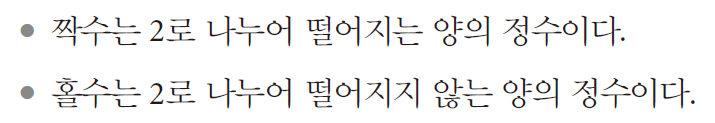 • 짝수는 2로 나누어 떨어지는 양의 정수이다.
• 홀수는 2로 나누어 떨어지지 않는 양의 정수이다.